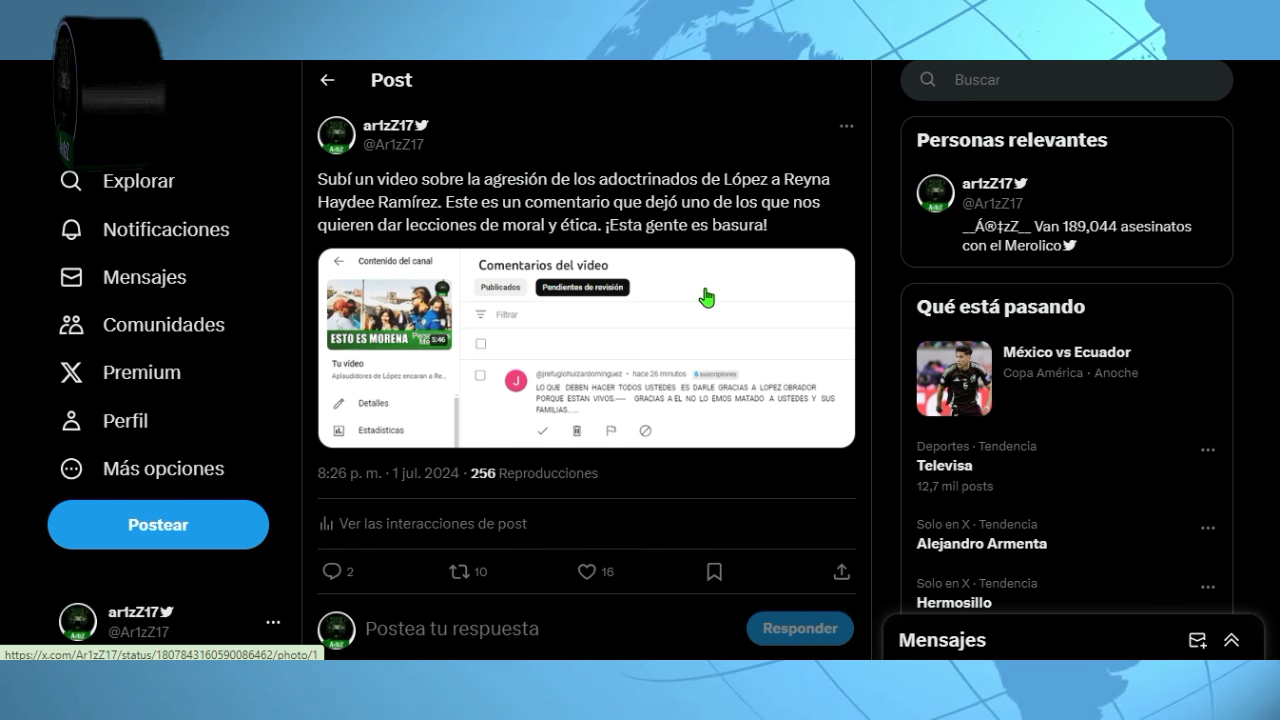 Post
Buscar
ar1zZ17
@Ar1zZ17
Explorar
Notificaciones
Mensajes
Comunidades
Premium
Perfil
Más opciones
Postear
ar1zZ17
@Ar1zZ17
Subí un video sobre la agresión de los adoctrinados de López a Reyna
Haydee Ramírez. Este es un comentario que dejó uno de los que nos
quieren dar lecciones de moral y ética. ¡Esta gente es basura!
Contenido del canal
ESTO ES MORENA
5:46
Tu vídeo
Aplaudidores de López encaran a Re...
Detalles
Estadísticas
Comentarios del vídeo
Publicados
Pendientes de revisión
Filtrar
J
@jrefugiohuizardominguez • hace 26 minutos 6 suscriptores
LO QUE DEBEN HACER TODOS USTEDES ES DARLE GRACIAS A LOPEZ OBRADOR
PORQUE ESTAN VIVOS.---- GRACIAS A EL NO LO EMOS MATADO A USTEDES Y SUS
FAMILIAS.....
8:26 p. m. · 1 jul. 2024 · 256 Reproducciones
Ver las interacciones de post
2
10
16
Postea tu respuesta
Responder
Personas relevantes
ar1zZ17
@Ar1zZ17
__Á®‡zZ__ Van 189,044 asesinatos
con el Merolico
Qué está pasando
México vs Ecuador
Copa América · Anoche
Deportes · Tendencia
Televisa
12,7 mil posts
Solo en X · Tendencia
Alejandro Armenta
Solo en X · Tendencia
Hermosillo
Mensajes
https://x.com/Ar1zZ17/status/1807843160590086462/photo/1